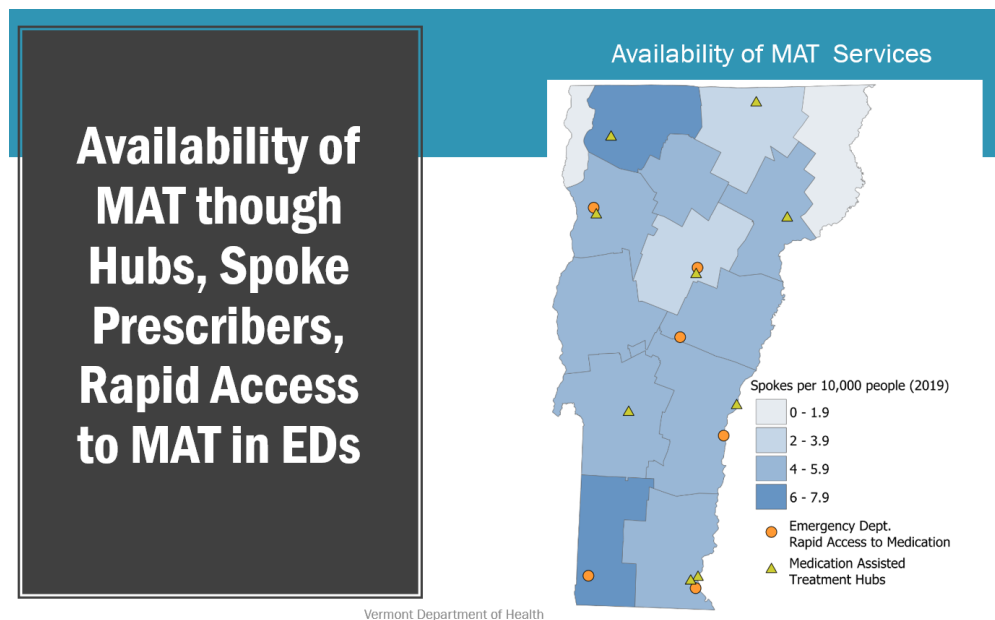 Availability of
MAT though
Hubs, Spoke
Prescribers,
Rapid Access
to MAT in EDs
Availability of MAT  Services
Spokes per 10,000 people (2019)
0 - 1.9
2 - 3.9
4 - 5.9
6 - 7.9
Emergency Dept.
Rapid Access to Medication
Medication Assisted
Treatment Hubs
Vermont Department of Health